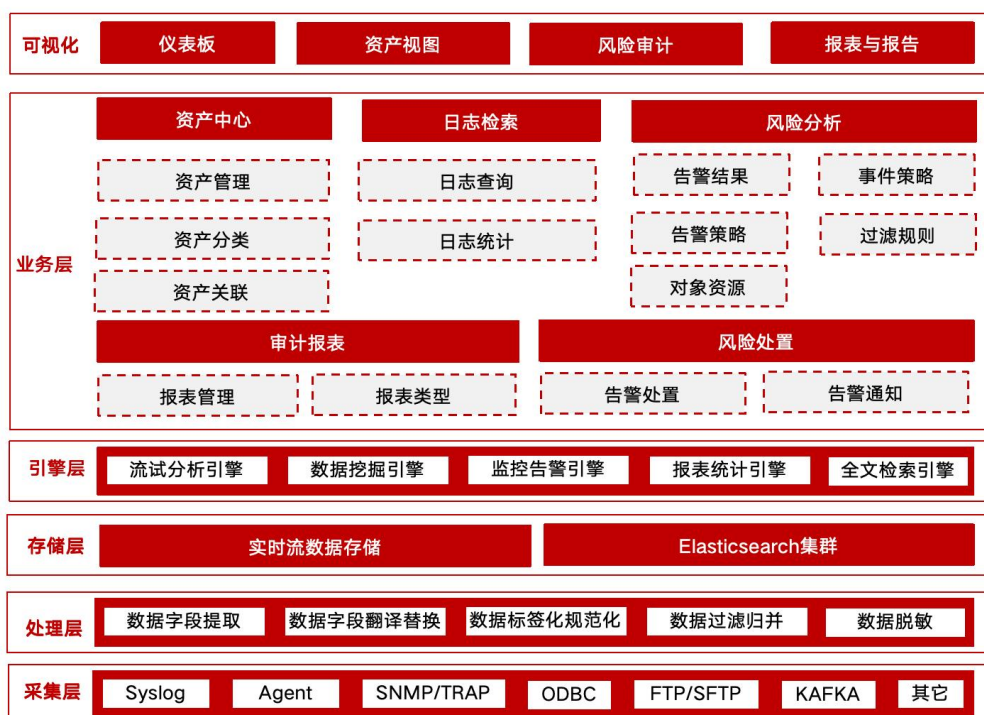 可视化 仪表板 资产视图 风险审计 报表与报告
资产中心 日志检索 风险分析
资产管理 日志查询 告警结果 事件策略
资产分类 日志统计 告警策略 过滤规则
业务层
资产关联 对象资源
审计报表 风险处置
报表管理 报表类型 告警处置 告警通知
引擎层 流试分析引擎 数据挖掘引擎 监控告警引擎 报表统计引擎 全文检索引擎
存储层 实时流数据存储 Elasticsearch集群
处理层 数据字段提取 数据字段翻译替换 数据标签化规范化 数据过滤归并 数据脱敏
采集层 Syslog Agent SNMP/TRAP ODBC FTP/SFTP KAFKA 其它